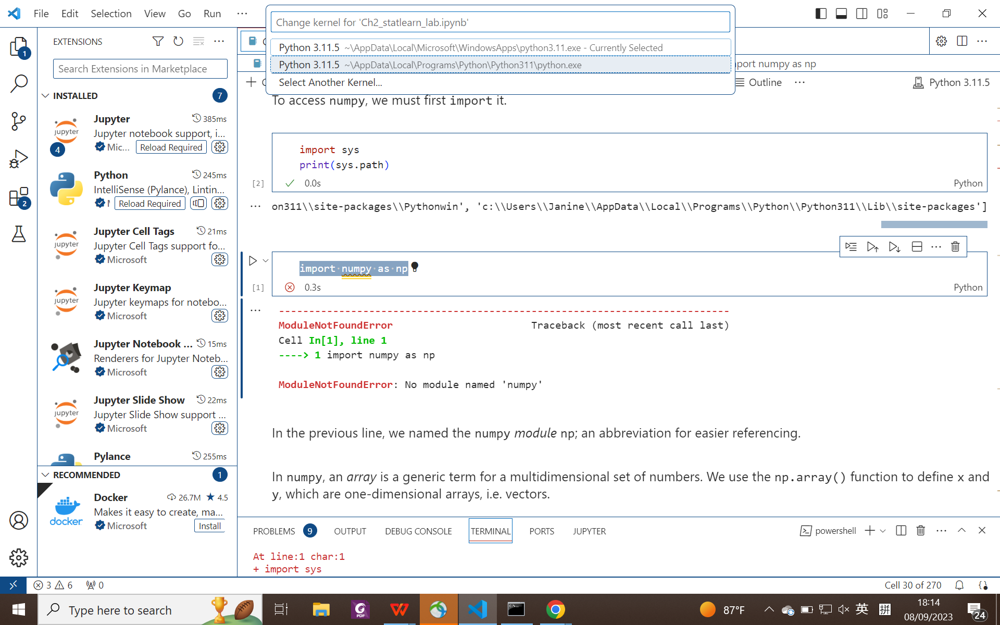 File Edit Selection View Go Run ···
Change kernel for 'Ch2_statlearn_lab.ipynb'
Python 3.11.5 ~\AppData\Local\Microsoft\WindowsApps\python3.11.exe - Currently Selected
Python 3.11.5 ~\AppData\Local\Programs\Python\Python311\python.exe
Select Another Kernel...
EXTENSIONS
1
Search Extensions in Marketplace
INSTALLED 7
Jupyter 385ms
Jupyter notebook support, i...
Mic... Reload Required
jupyter
4
Python 245ms
IntelliSense (Pylance), Lintin...
Reload Required
2
Jupyter Cell Tags 21ms
Jupyter Cell Tags support fo...
Microsoft
jupyter
Jupyter Keymap
Jupyter keymaps for notebo...
Microsoft
jupyter
Jupyter Notebook ... 15ms
Renderers for Jupyter Noteb...
Microsoft
Jupyter Slide Show 22ms
Jupyter Slide Show support ...
Microsoft
jupyter
Pylance 255ms
RECOMMENDED 1
Docker 26.7M 4.5
Makes it easy to create, ma...
Microsoft Install
docker
port numpy as np
Outline ··· Python 3.11.5
To access numpy, we must first import it.
import sys
print(sys.path)
[2] 0.0s Python
on311\\site-packages\\Pythonwin', 'c:\\Users\\Janine\\AppData\\Local\\Programs\\Python\\Python311\\Lib\\site-packages']
import numpy as np
[1] 0.3s Python
---------------------------------------------------------------------------
ModuleNotFoundError Traceback (most recent call last)
Cell In[1], line 1
----> 1 import numpy as np
ModuleNotFoundError: No module named 'numpy'
In the previous line, we named the numpy module np; an abbreviation for easier referencing.
In numpy, an array is a generic term for a multidimensional set of numbers. We use the np.array() function to define x and
y, which are one-dimensional arrays, i.e. vectors.
PROBLEMS 9 OUTPUT DEBUG CONSOLE TERMINAL PORTS JUPYTER powershell
At line:1 char:1
+ import sys
3 6 0 Cell 30 of 270
Type here to search
PDF
87°F 英 拼
18:14
08/09/2023
24